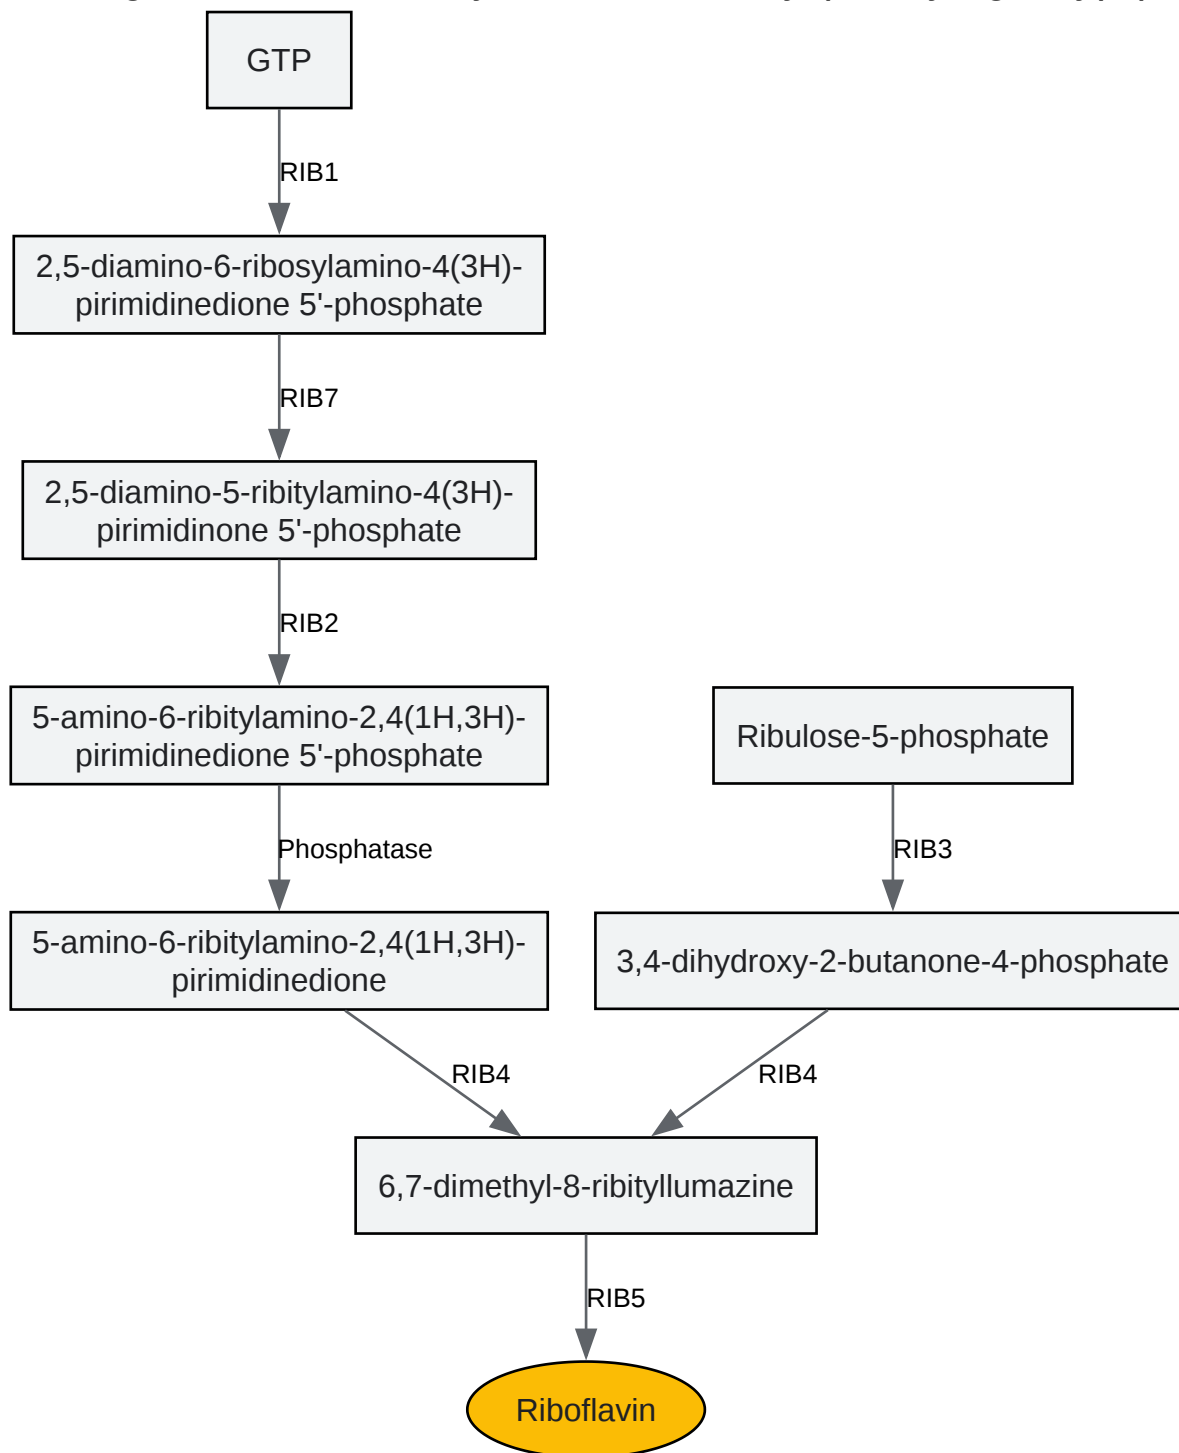 GTP
RIB1
2,5-diamino-6-ribosylamino-4(3H)-
pirimidinedione 5'-phosphate
RIB7
2,5-diamino-5-ribitylamino-4(3H)-
pirimidinone 5'-phosphate
RIB2
5-amino-6-ribitylamino-2,4(1H,3H)-
pirimidinedione 5'-phosphate
Ribulose-5-phosphate
Phosphatase
RIB3
5-amino-6-ribitylamino-2,4(1H,3H)-
pirimidinedione
3,4-dihydroxy-2-butanone-4-phosphate
RIB4
RIB4
6,7-dimethyl-8-ribityllumazine
RIB5
Riboflavin